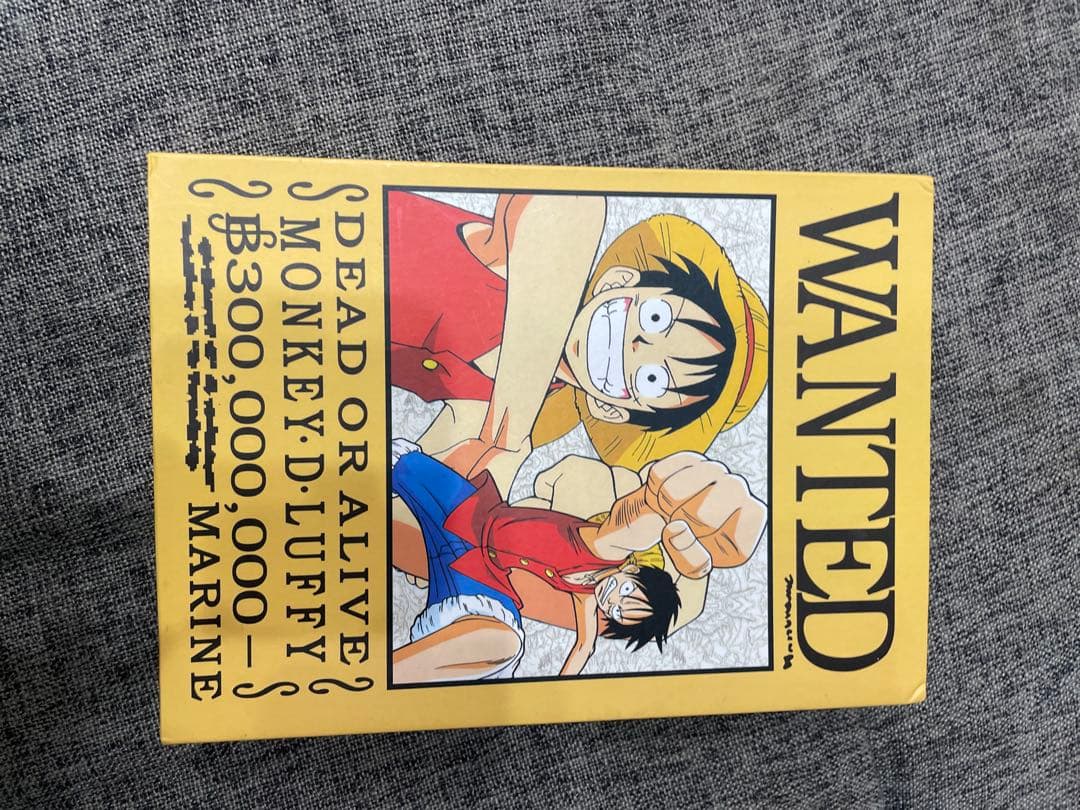 WANTED
DEAD OR ALIVE
MONKEY·D·LUFFY
฿300,000,000—
MARINE